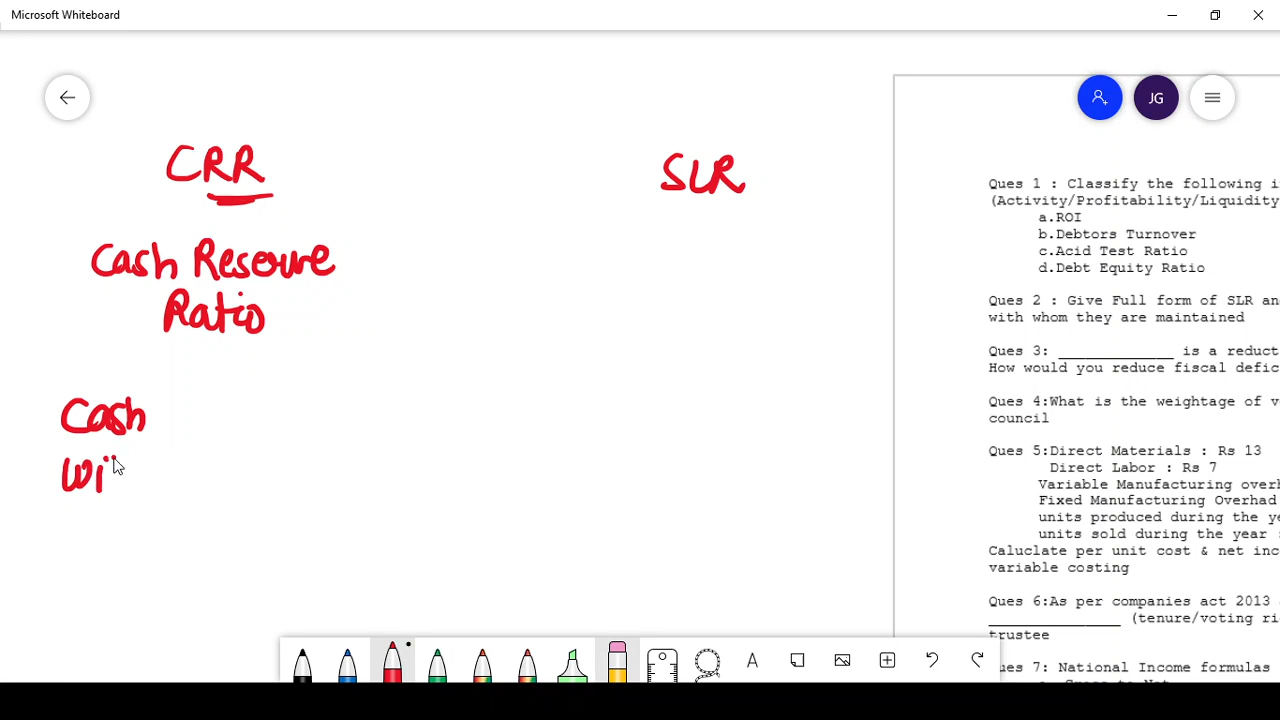 Microsoft Whiteboard
JG
CRR
SLR
Cash Reserve
Ratio
Cash
Wi
Ques 1 : Classify the following i
(Activity/Profitability/Liquidity
a.ROI
b.Debtors Turnover
c.Acid Test Ratio
d.Debt Equity Ratio
Ques 2 : Give Full form of SLR an
with whom they are maintained
Ques 3: _____________ is a reduct
How would you reduce fiscal defic
Ques 4:What is the weightage of v
council
Ques 5:Direct Materials : Rs 13
Direct Labor : Rs 7
Variable Manufacturing overh
Fixed Manufacturing Overhad
units produced during the ye
units sold during the year
Caluclate per unit cost & net inc
variable costing
Ques 6:As per companies act 2013
_______________ (tenure/voting ri
trustee
ues 7: National Income formulas